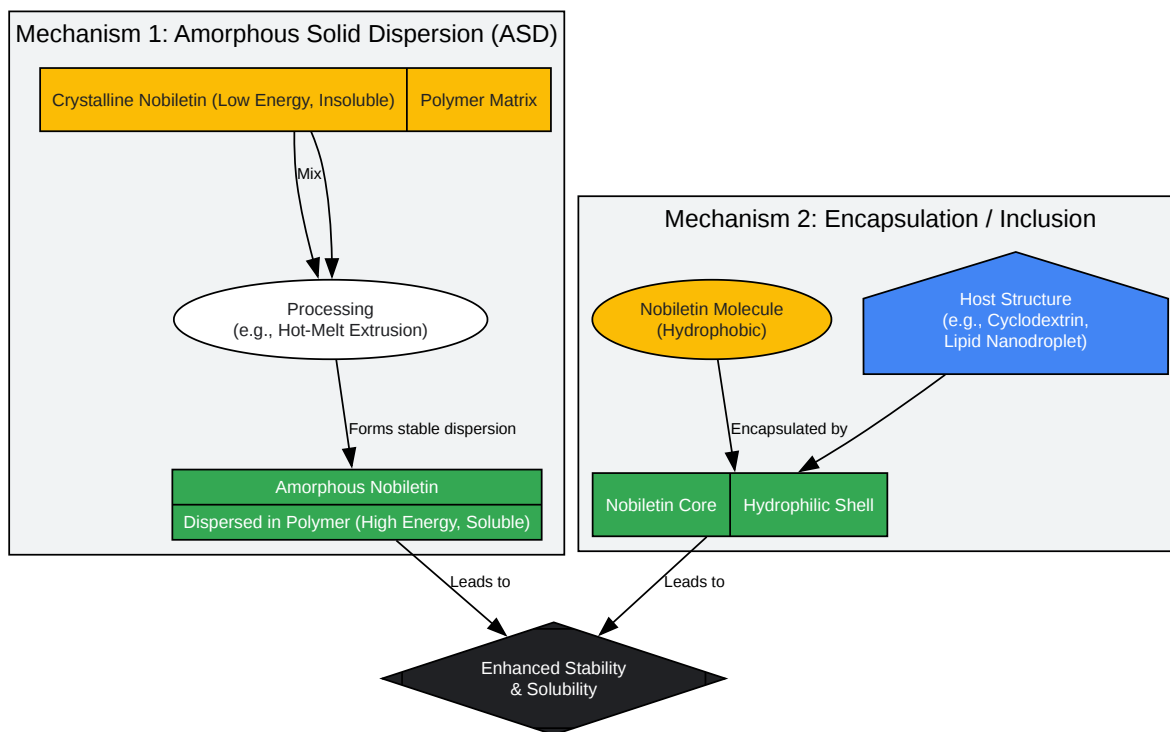 Mechanism 1: Amorphous Solid Dispersion (ASD)
Crystalline Nobiletin (Low Energy, Insoluble)
Polymer Matrix
Mix
Processing
(e.g., Hot-Melt Extrusion)
Forms stable dispersion
Amorphous Nobiletin
Dispersed in Polymer (High Energy, Soluble)
Mechanism 2: Encapsulation / Inclusion
Nobiletin Molecule
(Hydrophobic)
Host Structure
(e.g., Cyclodextrin,
Lipid Nanodroplet)
Encapsulated by
Nobiletin Core
Hydrophilic Shell
Leads to
Leads to
Enhanced Stability
& Solubility